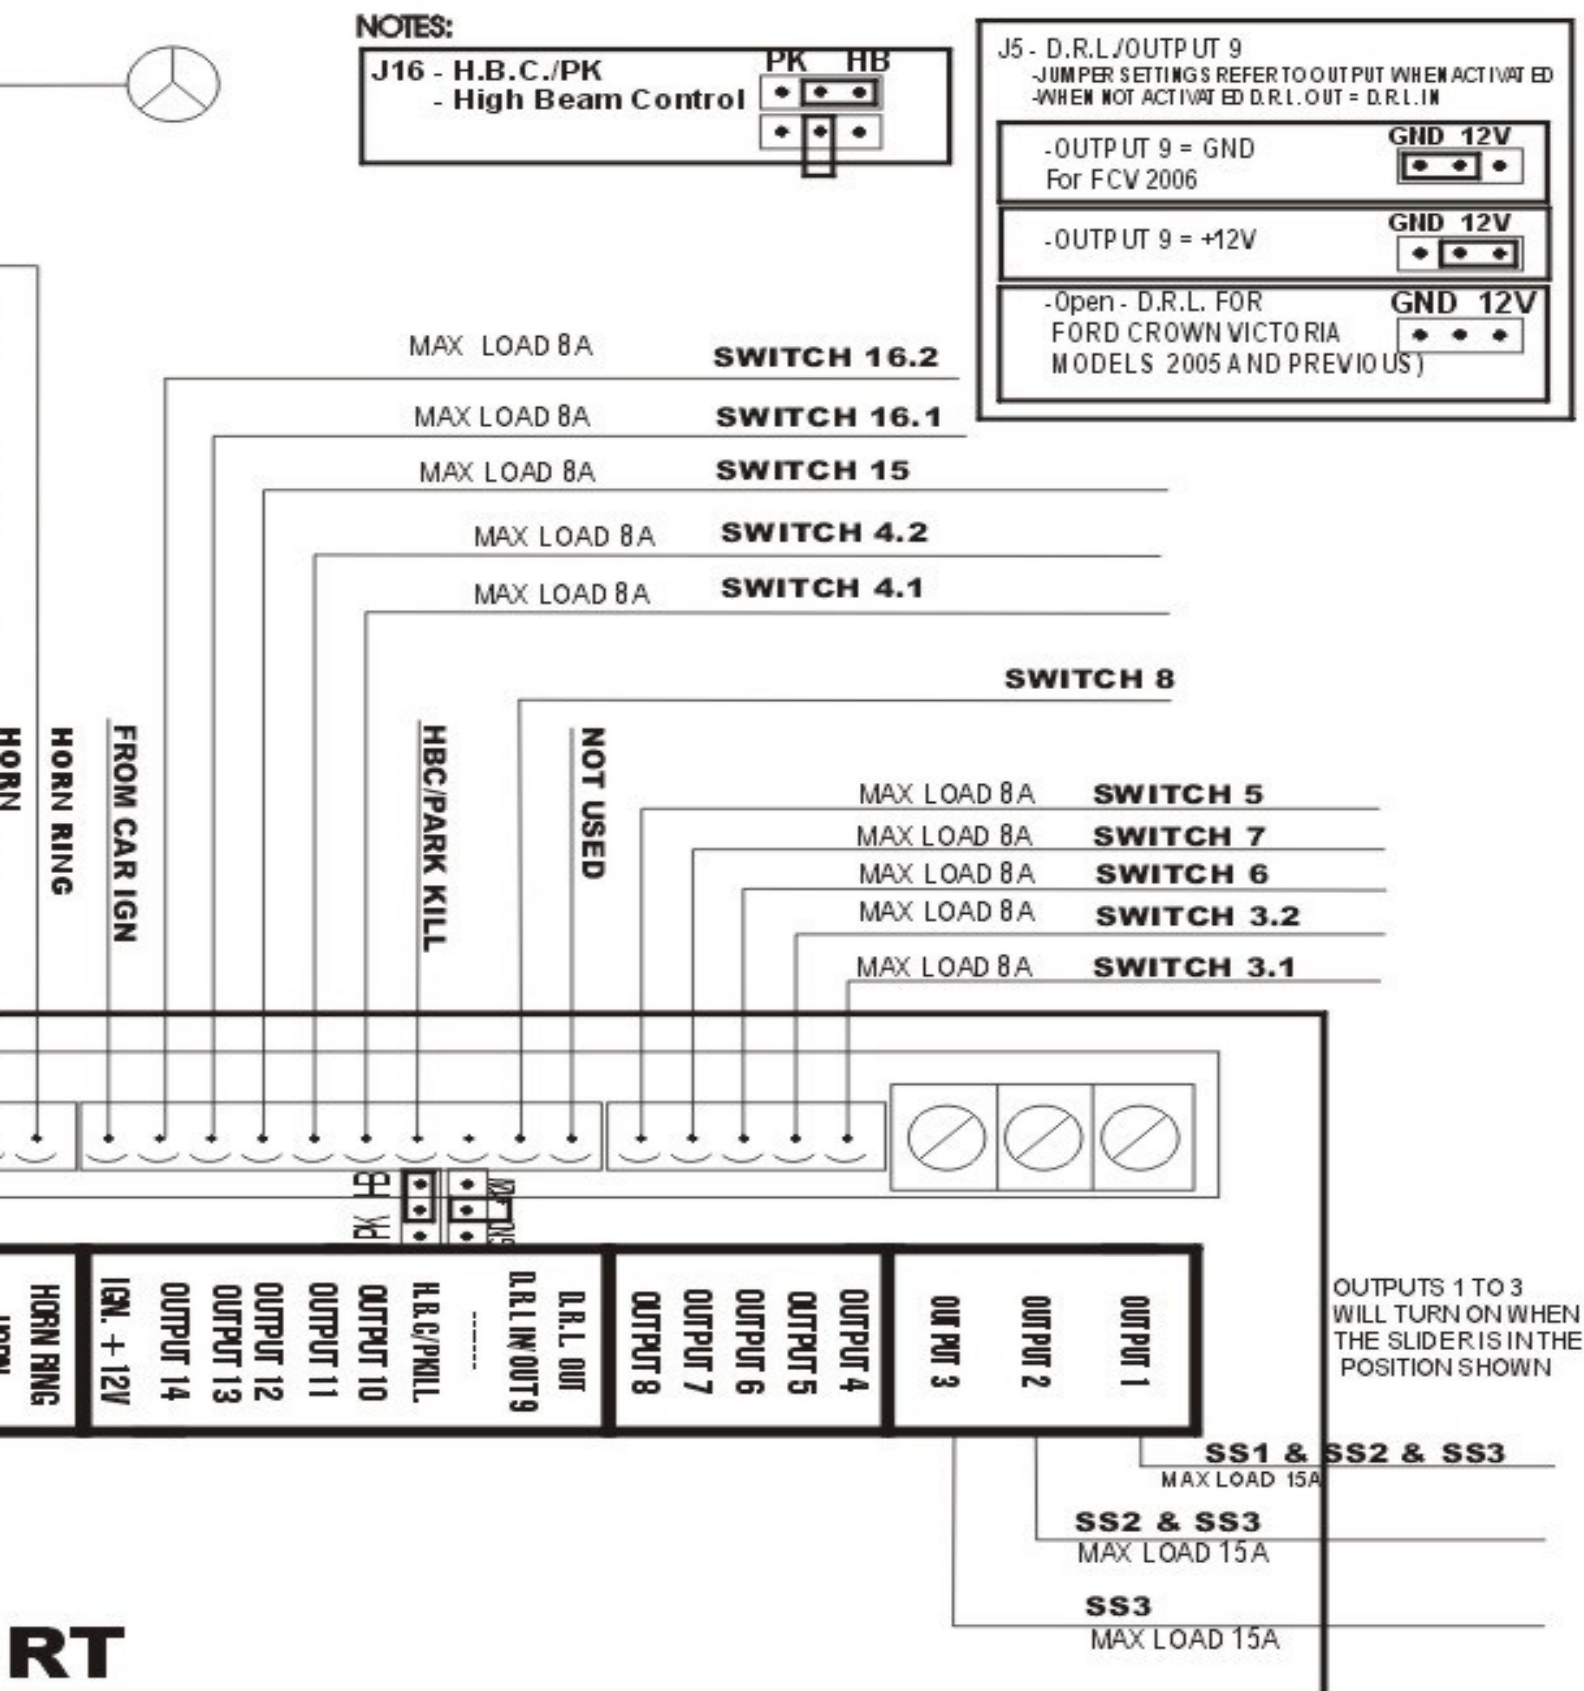 NOTES:
J16 - H.B.C./PK
- High Beam Control
PK HB
J5 - D.R.L./OUTPUT 9
-JUMPER SETTINGS REFER TO OUTPUT WHEN ACTIVATED
-WHEN NOT ACTIVATED D.R.L. OUT = D.R.L. IN
-OUTPUT 9 = GND
For FCV 2006
GND 12V
-OUTPUT 9 = +12V
GND 12V
-Open - D.R.L. FOR
FORD CROWN VICTORIA
MODELS 2005 AND PREVIOUS)
GND 12V
MAX LOAD 8A SWITCH 16.2
MAX LOAD 8A SWITCH 16.1
MAX LOAD 8A SWITCH 15
MAX LOAD 8A SWITCH 4.2
MAX LOAD 8A SWITCH 4.1
SWITCH 8
HORN
HORN RING
FROM CAR IGN
HBC/PARK KILL
NOT USED
MAX LOAD 8A SWITCH 5
MAX LOAD 8A SWITCH 7
MAX LOAD 8A SWITCH 6
MAX LOAD 8A SWITCH 3.2
MAX LOAD 8A SWITCH 3.1
HB
PK
HORN RING
IGN. + 12V
OUTPUT 14
OUTPUT 13
OUTPUT 12
OUTPUT 11
OUTPUT 10
H.B.C/PKILL
------
D.R.L IN/OUT9
D.R.L OUT
OUTPUT 8
OUTPUT 7
OUTPUT 6
OUTPUT 5
OUTPUT 4
OUTPUT 3
OUTPUT 2
OUTPUT 1
OUTPUTS 1 TO 3
WILL TURN ON WHEN
THE SLIDER IS IN THE
POSITION SHOWN
SS1 & SS2 & SS3
MAX LOAD 15A
SS2 & SS3
MAX LOAD 15A
SS3
MAX LOAD 15A
RT